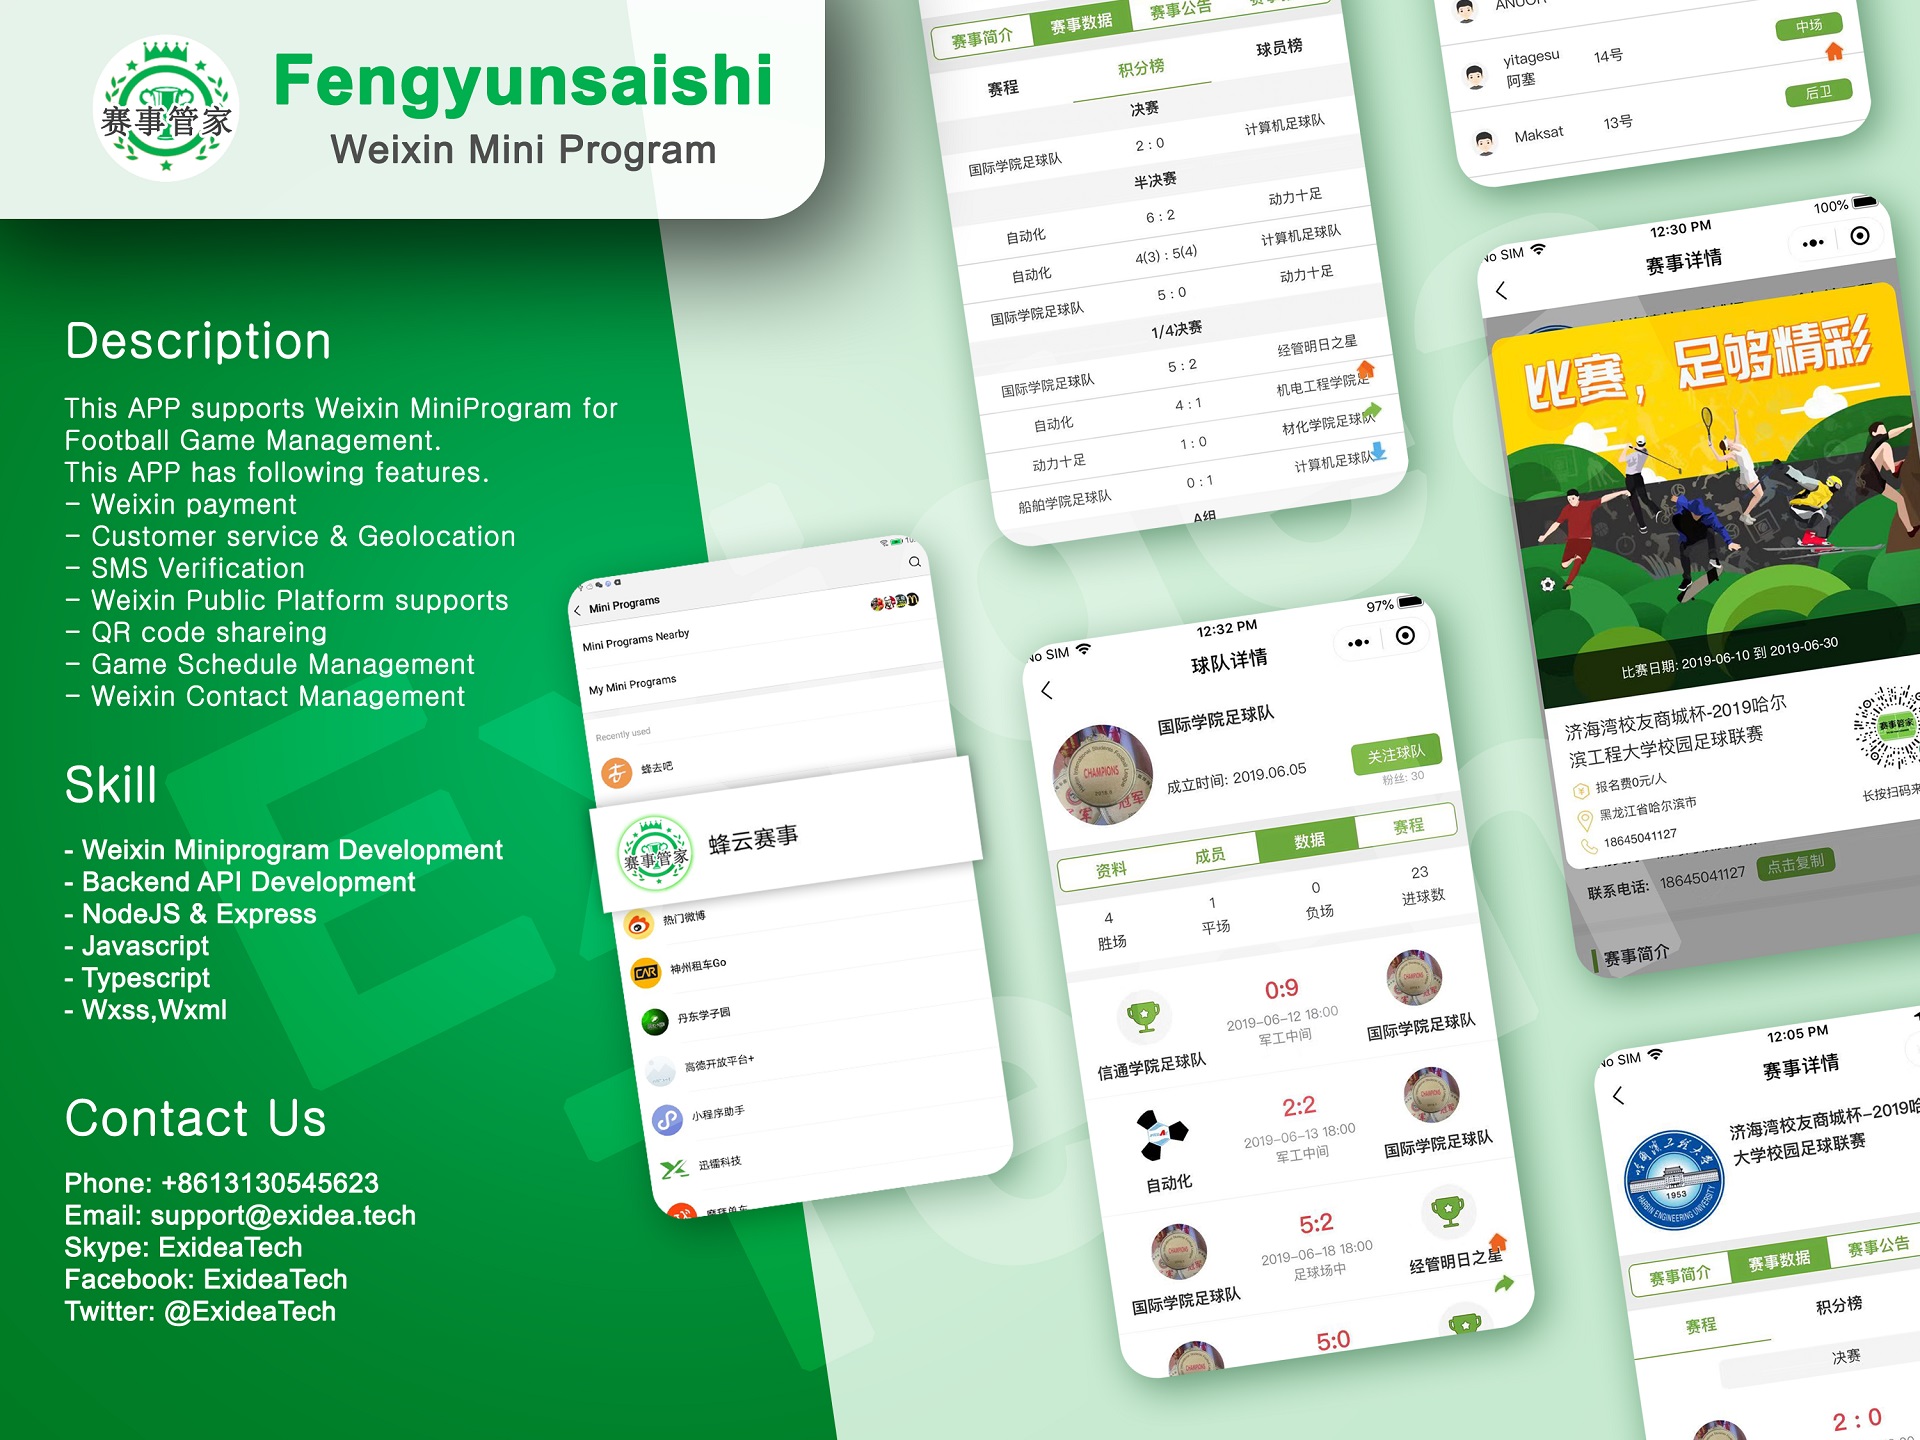 赛事管家
Fengyunsaishi
Weixin Mini Program
Description
This APP supports Weixin MiniProgram for
Football Game Management.
This APP has following features.
- Weixin payment
- Customer service & Geolocation
- SMS Verification
- Weixin Public Platform supports
- QR code shareing
- Game Schedule Management
- Weixin Contact Management
Skill
- Weixin Miniprogram Development
- Backend API Development
- NodeJS & Express
- Javascript
- Typescript
- Wxss,Wxml
Contact Us
Phone: +8613130545623
Email: support@exidea.tech
Skype: ExideaTech
Facebook: ExideaTech
Twitter: @ExideaTech
Mini Programs
Mini Programs Nearby
My Mini Programs
Recently used
蜂去吧
赛事管家
蜂云赛事
热门微博
CAR
神州租车Go
丹东学子园
高德开放平台+
小程序助手
迅镭科技
摩拜单车
赛事简介 赛事数据 赛事公告
赛程 积分榜 球员榜
决赛
国际学院足球队 2 : 0 计算机足球队
半决赛
自动化 6 : 2 动力十足
自动化 4(3) : 5(4) 计算机足球队
国际学院足球队 5 : 0 动力十足
1/4决赛
国际学院足球队 5 : 2 经管明日之星
自动化 4 : 1 机电工程学院足
动力十足 1 : 0 材化学院足球队
船舶学院足球队 0 : 1 计算机足球队
A组
No SIM 12:32 PM 97%
球队详情
国际学院足球队
CHAMPIONS
成立时间: 2019.06.05
关注球队
粉丝: 30
资料 成员 数据 赛程
4 1 0 23
胜场 平场 负场 进球数
0:9
2019-06-12 18:00
军工中间
信通学院足球队 国际学院足球队
2:2
2019-06-13 18:00
军工中间
自动化 国际学院足球队
5:2
2019-06-18 18:00
足球场中
国际学院足球队 经管明日之星
5:0
中场
yitagesu
阿塞
14号
后卫
Maksat 13号
No SIM 12:30 PM 100%
赛事详情
比赛，足够精彩
比赛日期: 2019-06-10 到 2019-06-30
济海湾校友商城杯-2019哈尔
滨工程大学校园足球联赛
赛事管家
报名费0元/人
黑龙江省哈尔滨市
18645041127
长按扫码来
联系电话: 18645041127 点击复制
赛事简介
No SIM 12:05 PM
赛事详情
济海湾校友商城杯-2019哈
大学校园足球联赛
1953
HARBIN ENGINEERING UNIVERSITY
赛事简介 赛事数据 赛事公告
赛程 积分榜
决赛
2 : 0